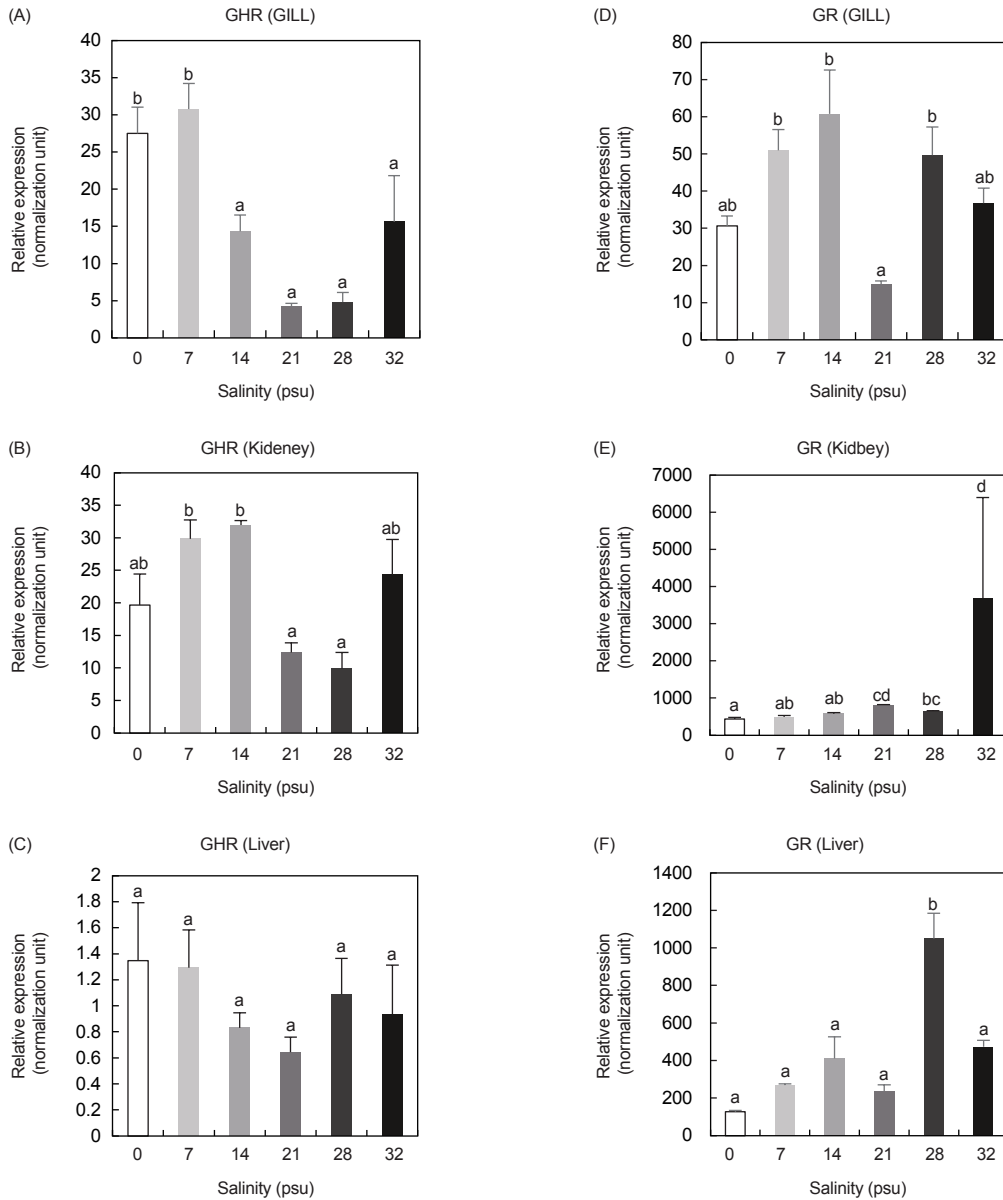 (A)
GHR (GILL)
Relative expression
(normalization unit)
40
35
30
25
20
15
10
5
0
b
b
a
a
a
a
0 7 14 21 28 32
Salinity (psu)
(D)
GR (GILL)
Relative expression
(normalization unit)
80
70
60
50
40
30
20
10
0
ab
b
b
a
b
ab
0 7 14 21 28 32
Salinity (psu)
(B)
GHR (Kideney)
Relative expression
(normalization unit)
40
35
30
25
20
15
10
5
0
ab
b
b
a
a
ab
0 7 14 21 28 32
Salinity (psu)
(E)
GR (Kidbey)
Relative expression
(normalization unit)
7000
6000
5000
4000
3000
2000
1000
0
a
ab
ab
cd
bc
d
0 7 14 21 28 32
Salinity (psu)
(C)
GHR (Liver)
Relative expression
(normalization unit)
2
1.8
1.6
1.4
1.2
1
0.8
0.6
0.4
0.2
0
a
a
a
a
a
a
0 7 14 21 28 32
Salinity (psu)
(F)
GR (Liver)
Relative expression
(normalization unit)
1400
1200
1000
800
600
400
200
0
a
a
a
a
b
a
0 7 14 21 28 32
Salinity (psu)